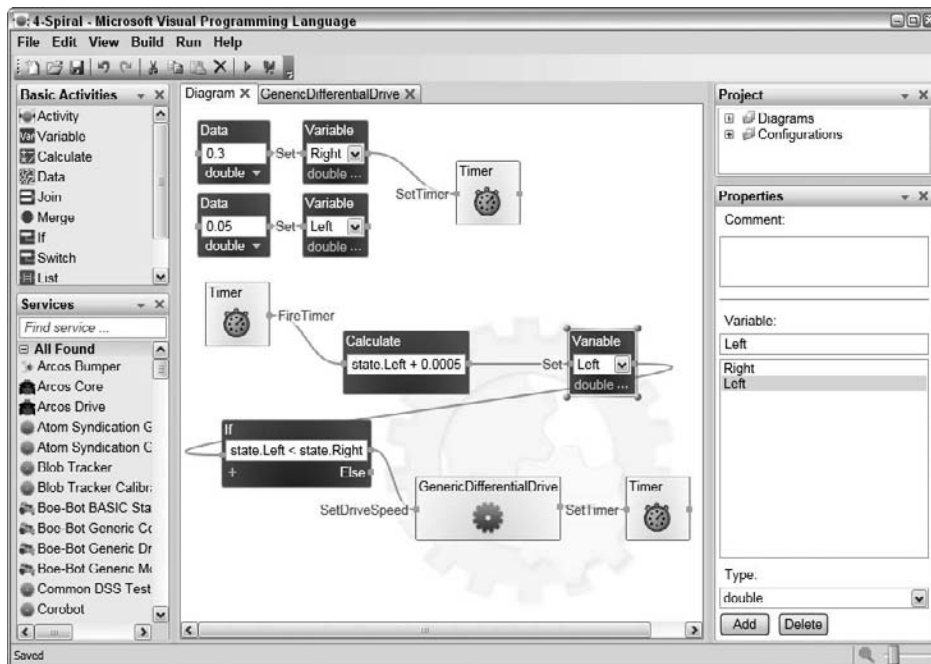 4-Spiral - Microsoft Visual Programming Language
File Edit View Build Run Help
Basic Activities
Activity
Variable
Calculate
Data
Join
Merge
If
Switch
List
Services
Find service ...
All Found
Arcos Bumper
Arcos Core
Arcos Drive
Atom Syndication G
Atom Syndication G
Blob Tracker
Blob Tracker Calibra
Boe-Bot BASIC Sta
Boe-Bot Generic Co
Boe-Bot Generic Dr
Boe-Bot Generic Mo
Common DSS Test
Corobot
Diagram GenericDifferentialDrive
Data Variable
0.3 Set Right
double double ...
Timer
SetTimer
Data Variable
0.05 Set Left
double double ...
Timer
FireTimer
Calculate
state.Left + 0.0005
Variable
Set Left
double ...
If
state.Left < state.Right
Else
SetDriveSpeed
GenericDifferentialDrive
SetTimer
Timer
Project
Diagrams
Configurations
Properties
Comment:
Variable:
Left
Right
Left
Type:
double
Add Delete
Saved